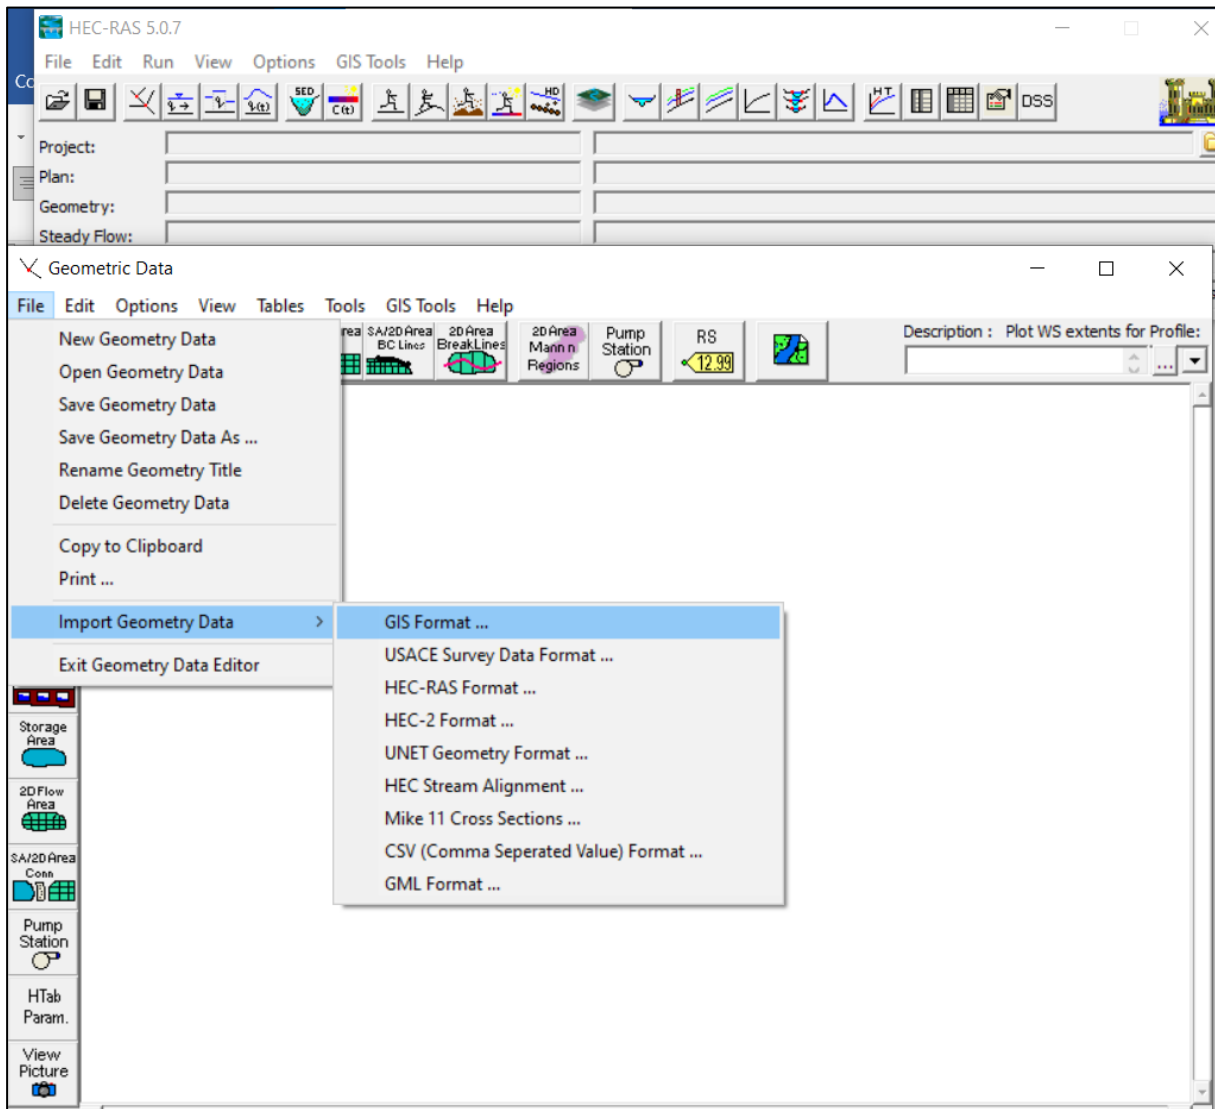 HEC-RAS 5.0.7
File Edit Run View Options GIS Tools Help
Co
SED
C(t)
HD
HT
DSS
Project:
Plan:
Geometry:
Steady Flow:
Geometric Data
File Edit Options View Tables Tools GIS Tools Help
rea
SA/2D Area
BC Lines
2D Area
BreakLines
2D Area
Mann n
Regions
Pump
Station
RS
12.99
Description :
Plot WS extents for Profile:
...
New Geometry Data
Open Geometry Data
Save Geometry Data
Save Geometry Data As ...
Rename Geometry Title
Delete Geometry Data
Copy to Clipboard
Print ...
Import Geometry Data >
Exit Geometry Data Editor
GIS Format ...
USACE Survey Data Format ...
HEC-RAS Format ...
HEC-2 Format ...
UNET Geometry Format ...
HEC Stream Alignment ...
Mike 11 Cross Sections ...
CSV (Comma Seperated Value) Format ...
GML Format ...
Storage
Area
2D Flow
Area
SA/2D Area
Conn
Pump
Station
HTab
Param.
View
Picture